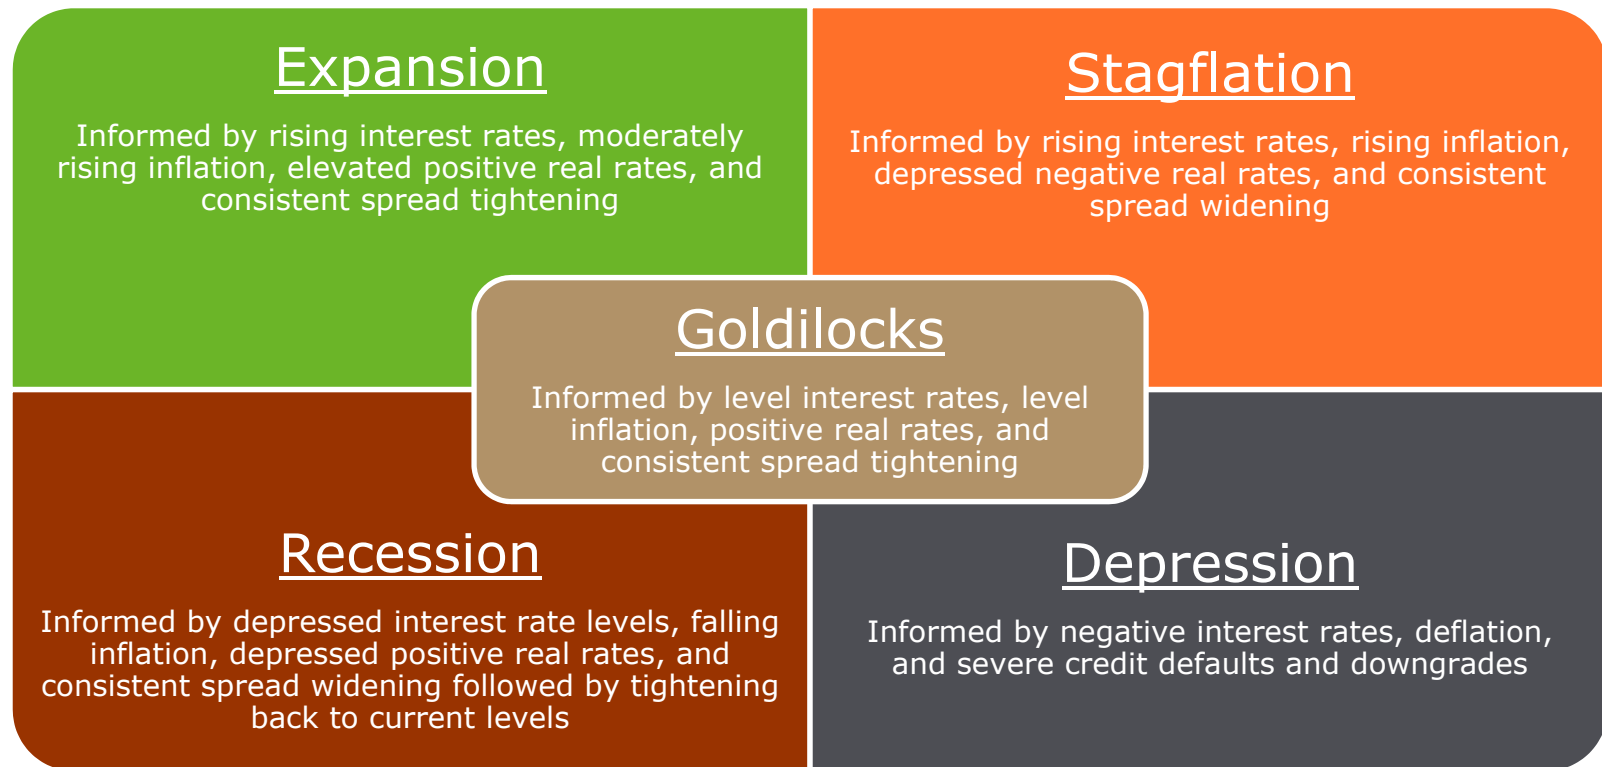 Expansion
Informed by rising interest rates, moderately
rising inflation, elevated positive real rates, and
consistent spread tightening
Stagflation
Informed by rising interest rates, rising inflation,
depressed negative real rates, and consistent
spread widening
Goldilocks
Informed by level interest rates, level
inflation, positive real rates, and
consistent spread tightening
Recession
Informed by depressed interest rate levels, falling
inflation, depressed positive real rates, and
consistent spread widening followed by tightening
back to current levels
Depression
Informed by negative interest rates, deflation,
and severe credit defaults and downgrades